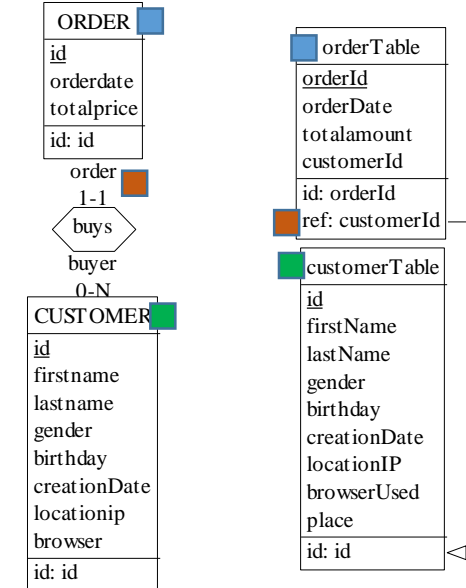 ORDER
id
orderdate
totalprice
id: id
order
1-1
buys
buyer
0-N
CUSTOMER
id
firstname
lastname
gender
birthday
creationDate
locationip
browser
id: id
orderTable
orderId
orderDate
totalamount
customerId
id: orderId
ref: customerId
customerTable
id
firstName
lastName
gender
birthday
creationDate
locationIP
browserUsed
place
id: id